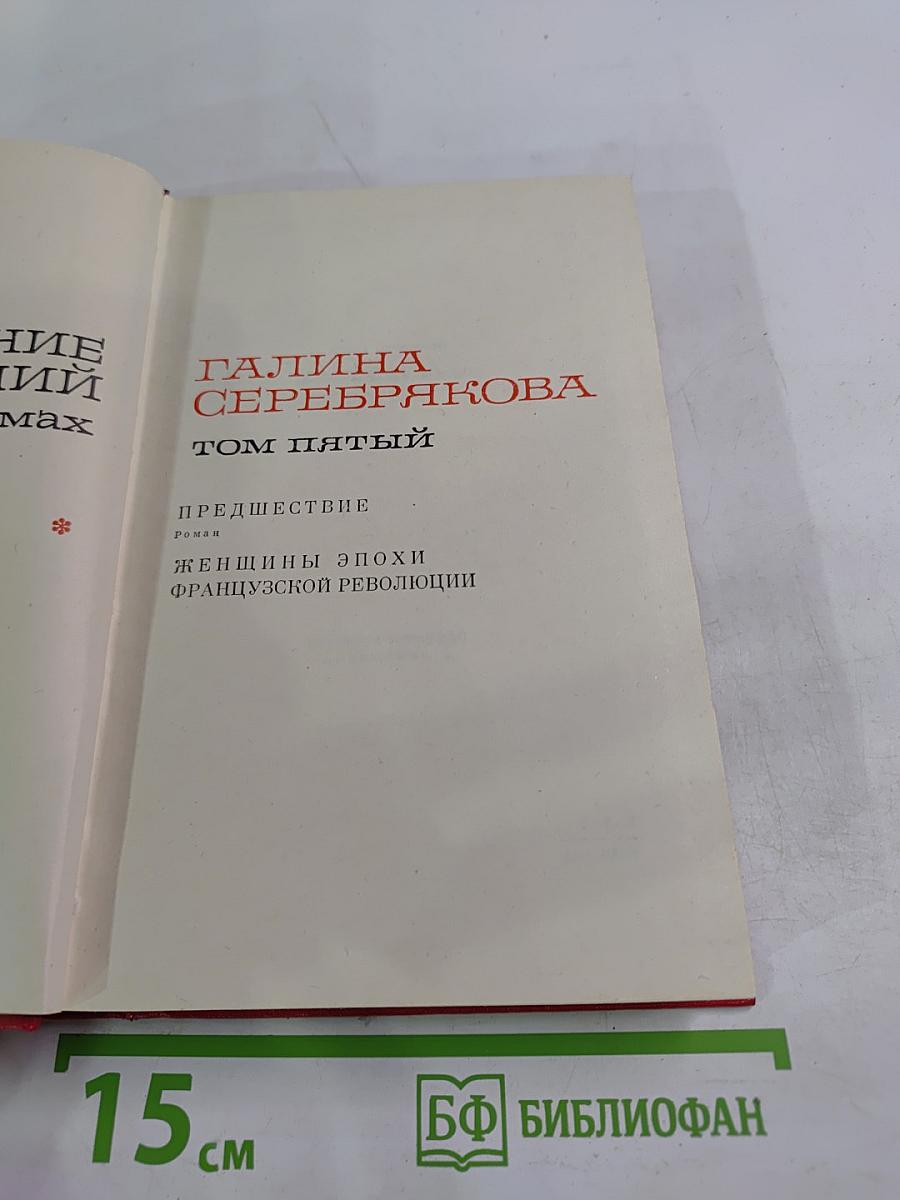 НИЕ
НИЙ
мах
*
ГАЛИНА
СЕРЕБРЯКОВА
ТОМ ПЯТЫЙ
ПРЕДШЕСТВИЕ
Роман
ЖЕНЩИНЫ ЭПОХИ
ФРАНЦУЗСКОЙ РЕВОЛЮЦИИ
15 см
БФ БИБЛИОФАН